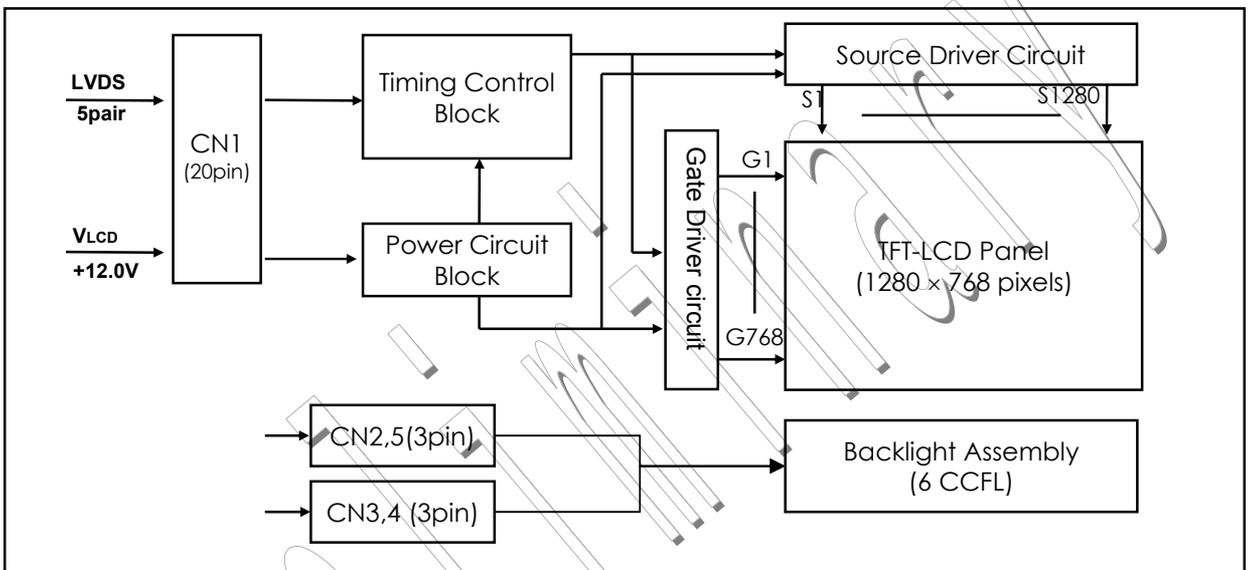 LVDS
5pair
CN1
(20pin)
VLCD
+12.0V
Timing Control
Block
Power Circuit
Block
Source Driver Circuit
S1
S1280
Gate Driver circuit
G1
G768
TFT-LCD Panel
(1280 × 768 pixels)
CN2,5(3pin)
CN3,4 (3pin)
Backlight Assembly
(6 CCFL)